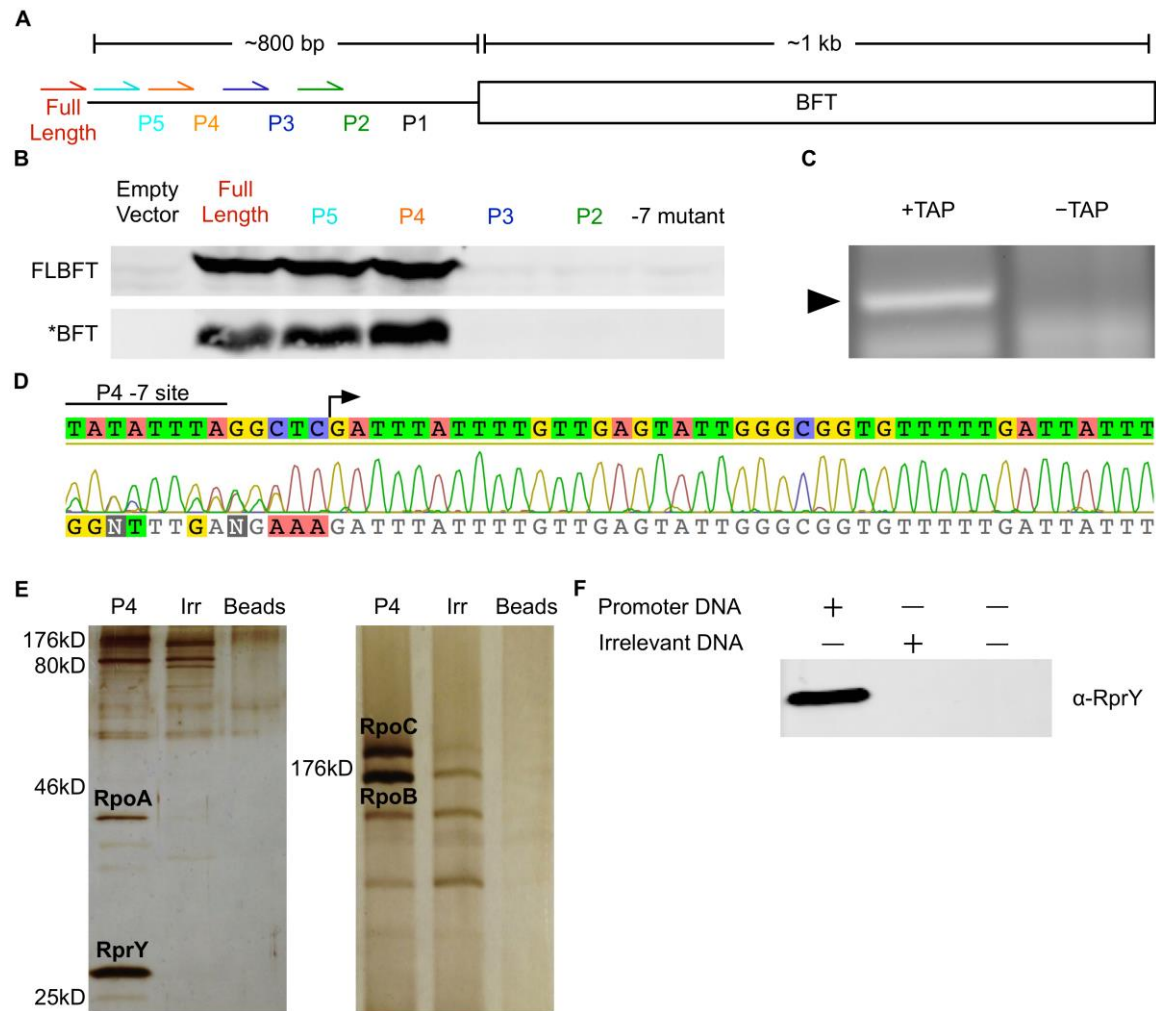 A
~800 bp ~1 kb
BFT
Full
Length P5 P4 P3 P2 P1
B
Empty
Vector Full
Length P5 P4 P3 P2 -7 mutant
FLBFT
*BFT
C
+TAP −TAP
D
P4 -7 site
TATATTTAGGCTCGATTTATTTTGTTGAGTATTGGGCGGTGTTTTTGATTATTT
GGNTTTGANGAAAGATTTATTTTGTTGAGTATTGGGCGGTGTTTTTGATTATTT
E
P4 Irr Beads
176kD
80kD
46kD
RpoA
RprY
25kD
P4 Irr Beads
RpoC
176kD
RpoB
F
Promoter DNA + − −
Irrelevant DNA − + −
α-RprY